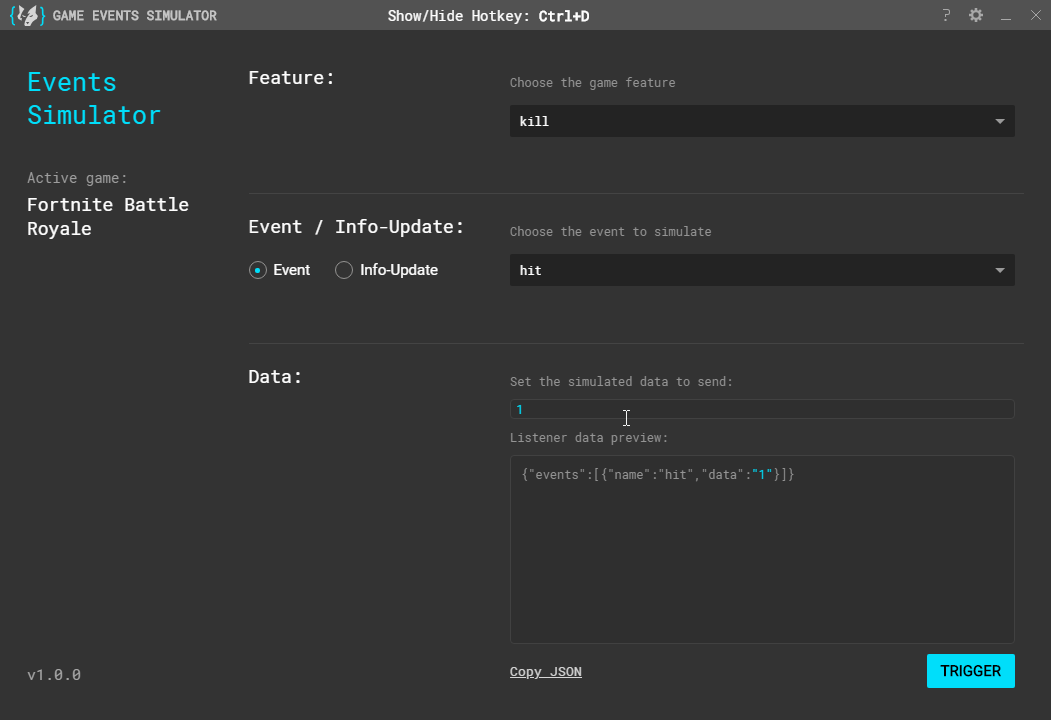 GAME EVENTS SIMULATOR
Show/Hide Hotkey: Ctrl+D
?
Events
Simulator
Active game:
Fortnite Battle
Royale
Feature:
Choose the game feature
kill
Event / Info-Update:
Event
Info-Update
Choose the event to simulate
hit
Data:
Set the simulated data to send:
1
Listener data preview:
{"events":[{"name":"hit","data":"1"}]}
v1.0.0
Copy JSON
TRIGGER